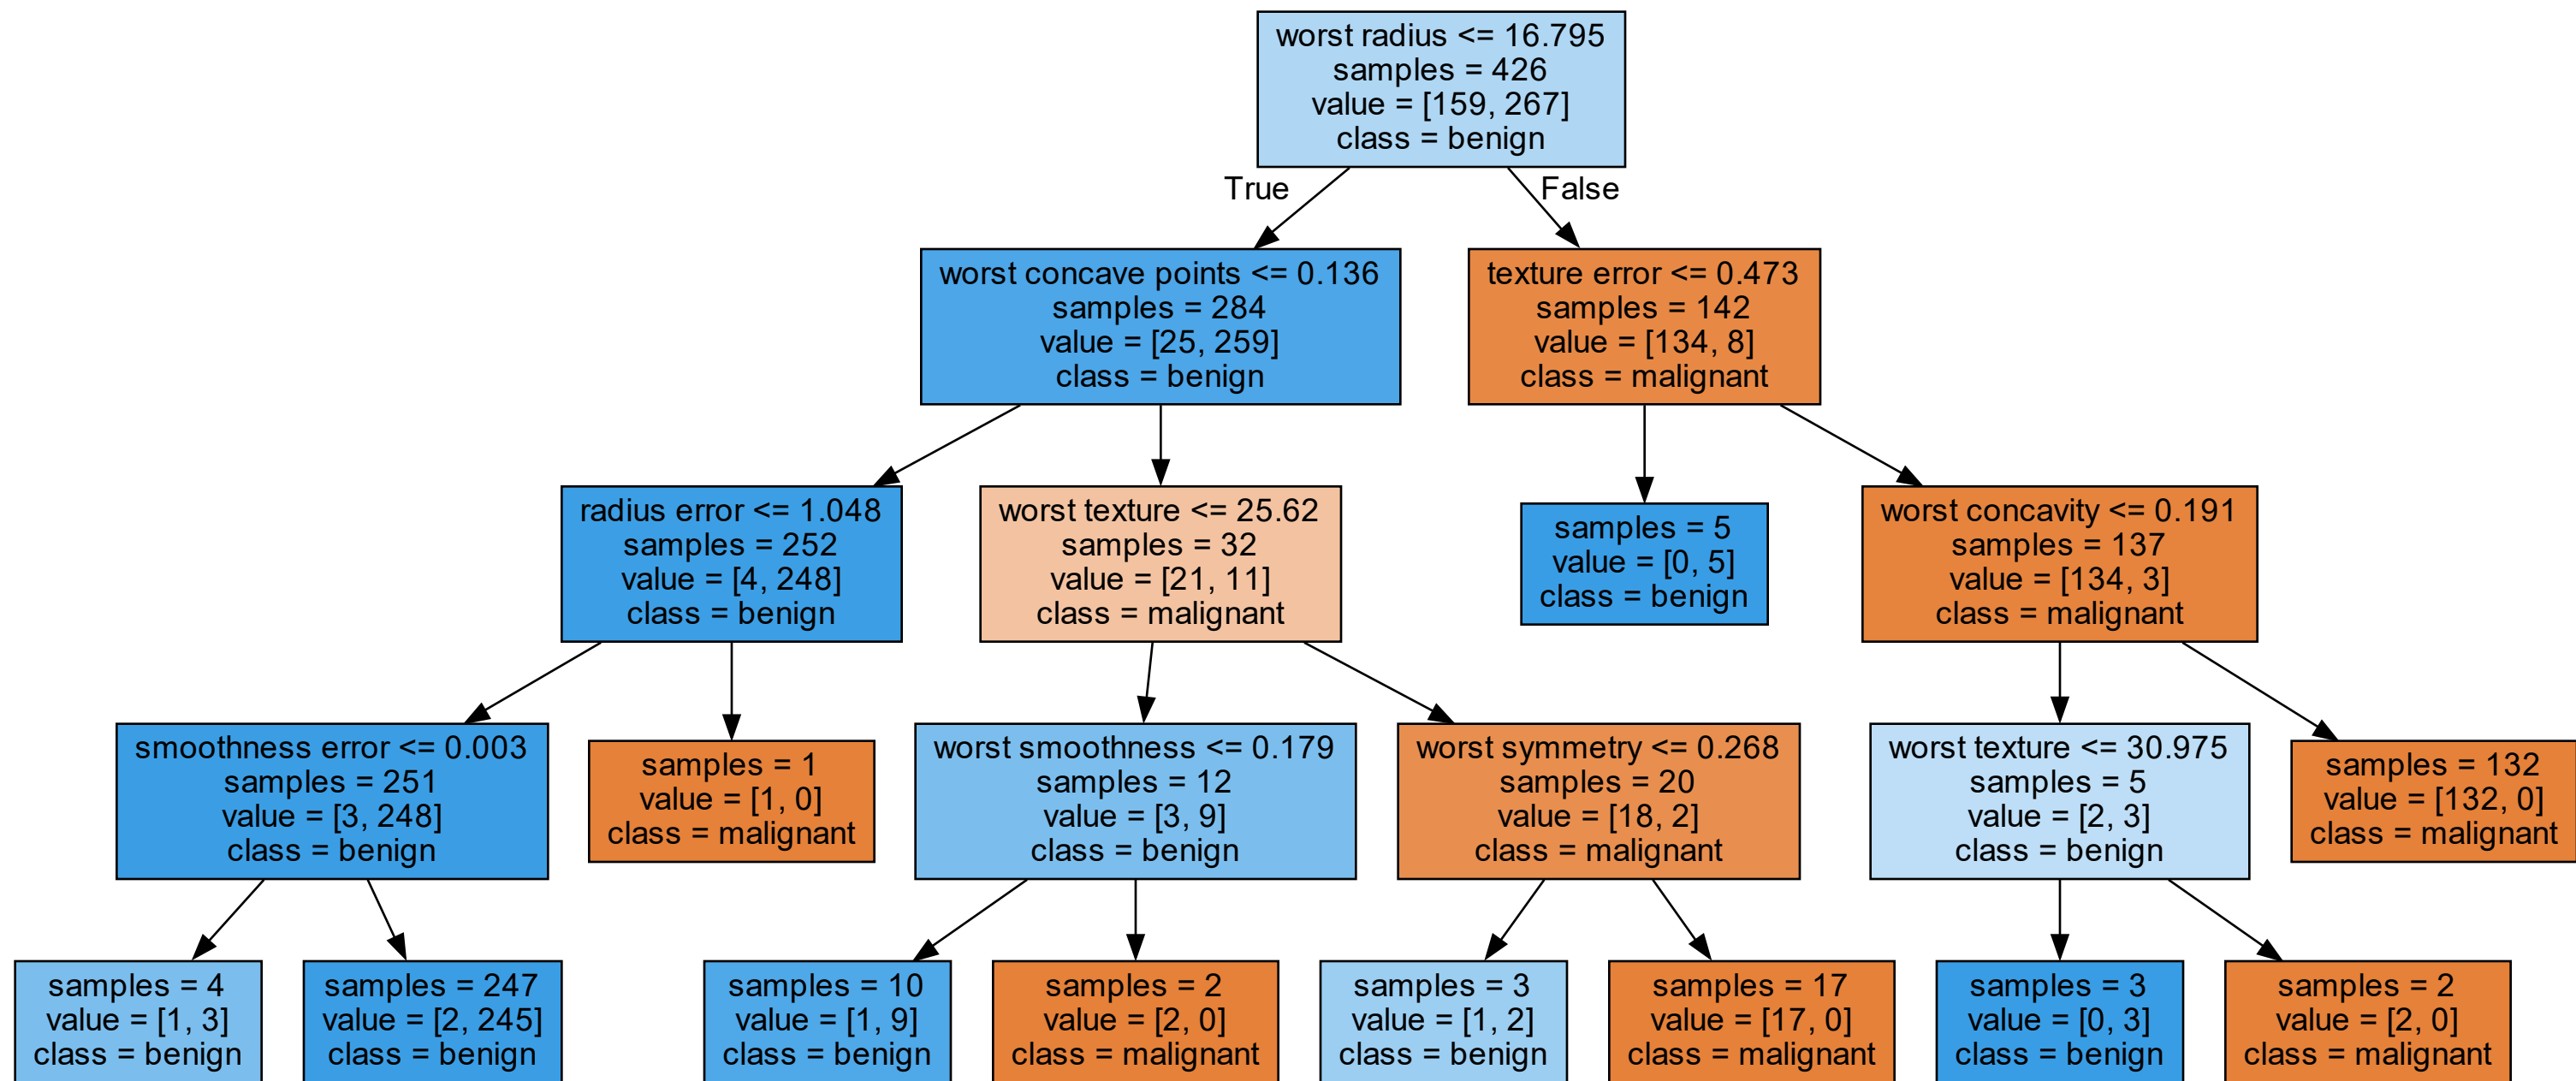 worst radius <= 16.795
samples = 426
value = [159, 267]
class = benign
True
False
worst concave points <= 0.136
samples = 284
value = [25, 259]
class = benign
texture error <= 0.473
samples = 142
value = [134, 8]
class = malignant
radius error <= 1.048
samples = 252
value = [4, 248]
class = benign
worst texture <= 25.62
samples = 32
value = [21, 11]
class = malignant
samples = 5
value = [0, 5]
class = benign
worst concavity <= 0.191
samples = 137
value = [134, 3]
class = malignant
smoothness error <= 0.003
samples = 251
value = [3, 248]
class = benign
samples = 1
value = [1, 0]
class = malignant
worst smoothness <= 0.179
samples = 12
value = [3, 9]
class = benign
worst symmetry <= 0.268
samples = 20
value = [18, 2]
class = malignant
worst texture <= 30.975
samples = 5
value = [2, 3]
class = benign
samples = 132
value = [132, 0]
class = malignant
samples = 4
value = [1, 3]
class = benign
samples = 247
value = [2, 245]
class = benign
samples = 10
value = [1, 9]
class = benign
samples = 2
value = [2, 0]
class = malignant
samples = 3
value = [1, 2]
class = benign
samples = 17
value = [17, 0]
class = malignant
samples = 3
value = [0, 3]
class = benign
samples = 2
value = [2, 0]
class = malignant